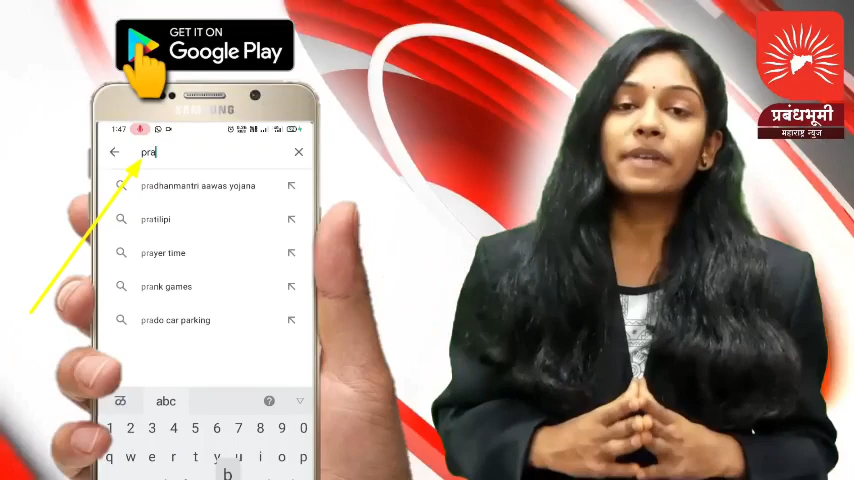 GET IT ON
Google Play
SAMSUNG
1:47
pra
pradhanmantri aawas yojana
pratilipi
prayer time
prank games
prado car parking
ळ abc ?
1 2 3 4 5 6 7 8 9 0
q w e r t y u i o p
b
प्रबंधभूमी
महाराष्ट्र न्युज